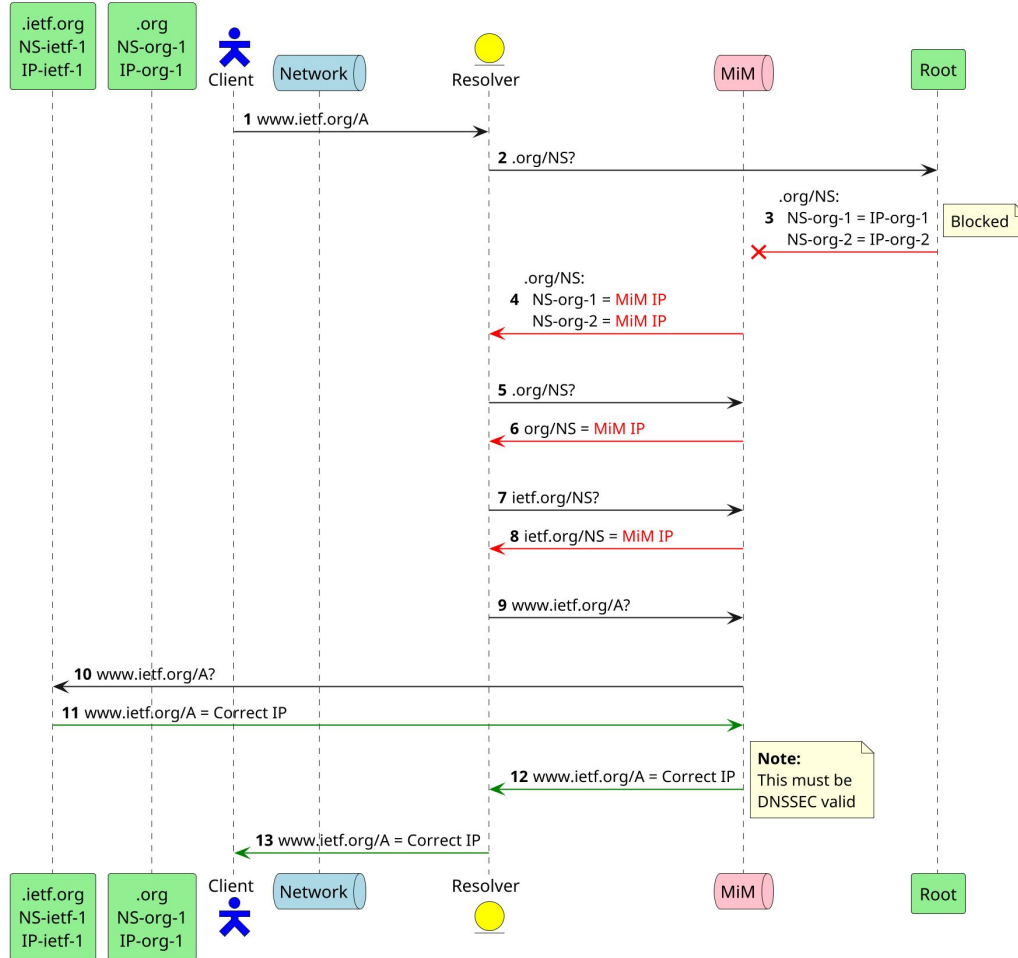 .ietf.org
NS-ietf-1
IP-ietf-1
.org
NS-org-1
IP-org-1
Client
Network
Resolver
MiM
Root
1 www.ietf.org/A
2 .org/NS?
.org/NS:
3 NS-org-1 = IP-org-1
NS-org-2 = IP-org-2
Blocked
.org/NS:
4 NS-org-1 = MiM IP
NS-org-2 = MiM IP
5 .org/NS?
6 org/NS = MiM IP
7 ietf.org/NS?
8 ietf.org/NS = MiM IP
9 www.ietf.org/A?
10 www.ietf.org/A?
11 www.ietf.org/A = Correct IP
Note:
12 www.ietf.org/A = Correct IP
This must be
DNSSEC valid
13 www.ietf.org/A = Correct IP
.ietf.org
NS-ietf-1
IP-ietf-1
.org
NS-org-1
IP-org-1
Client
Network
Resolver
MiM
Root